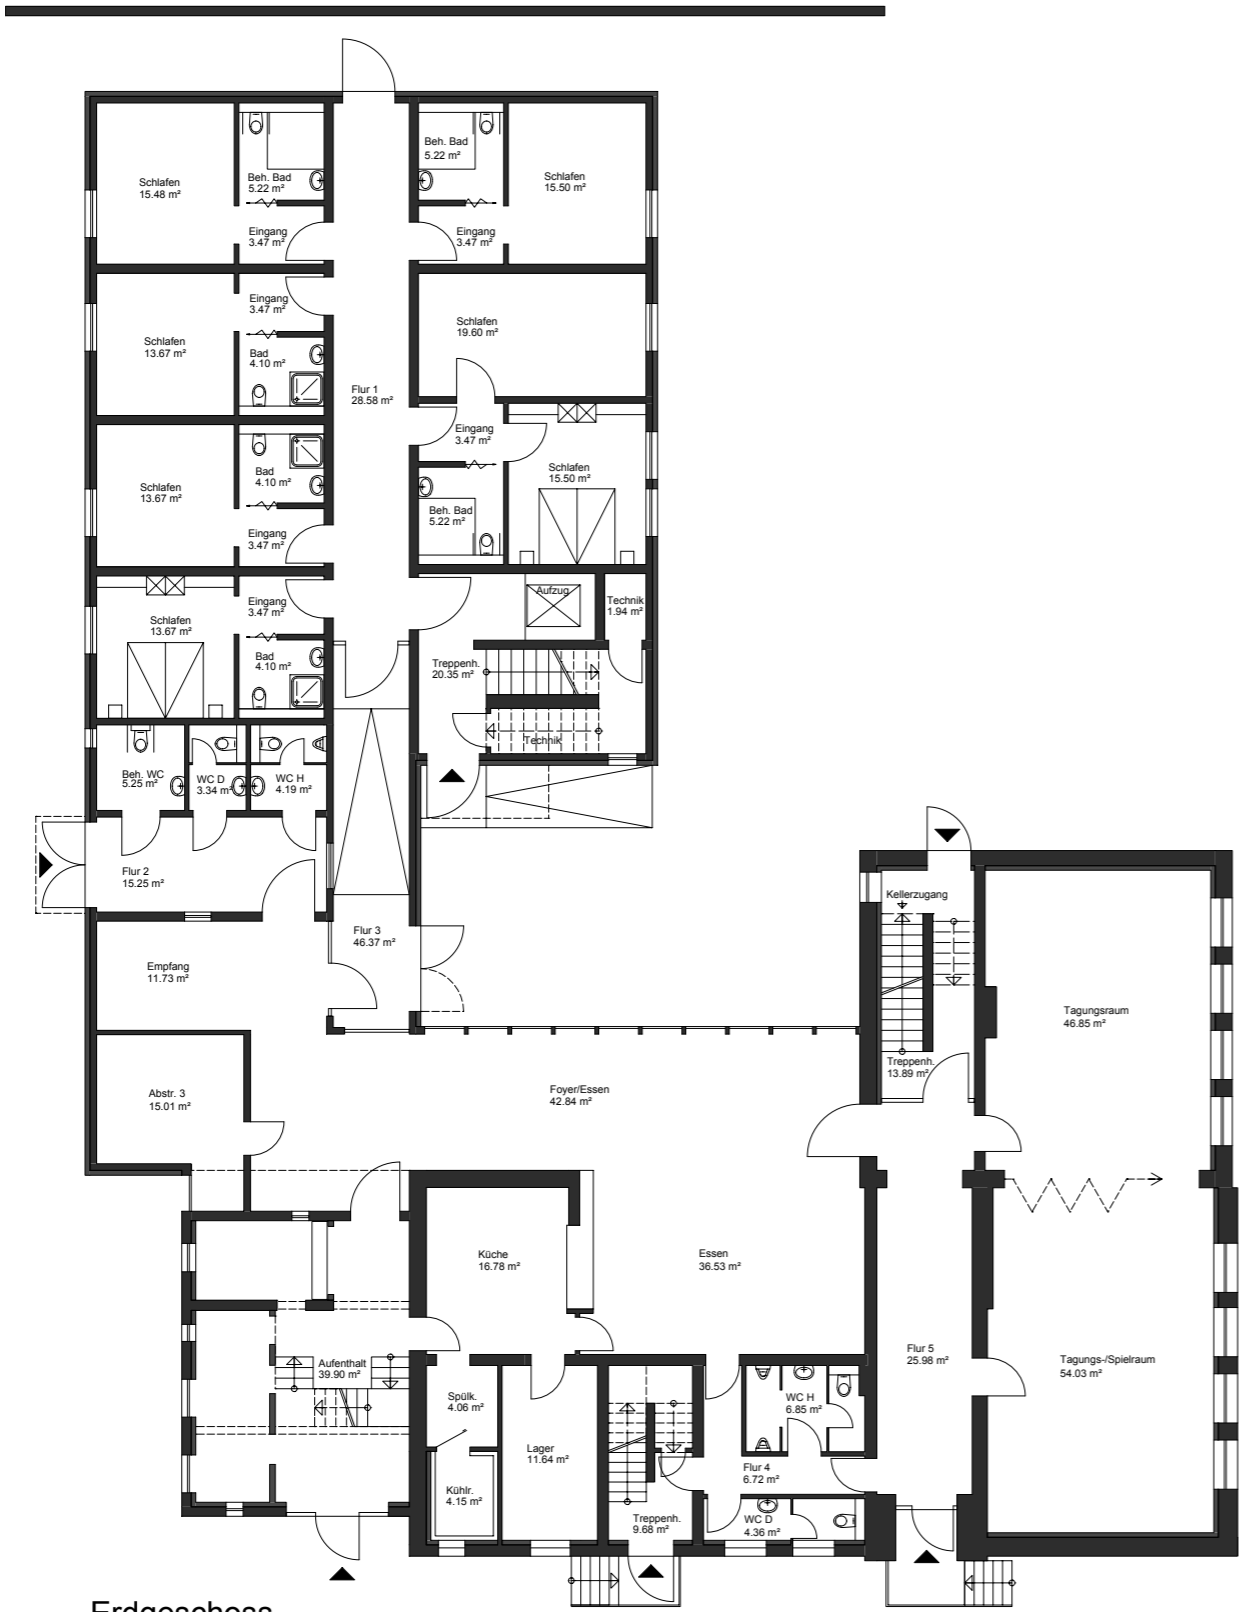 Schlafen
15.48 m²
Beh. Bad
5.22 m²
Beh. Bad
5.22 m²
Schlafen
15.50 m²
Eingang
3.47 m²
Eingang
3.47 m²
Schlafen
13.67 m²
Eingang
3.47 m²
Bad
4.10 m²
Flur 1
28.58 m²
Schlafen
19.60 m²
Schlafen
13.67 m²
Bad
4.10 m²
Eingang
3.47 m²
Eingang
3.47 m²
Beh. Bad
5.22 m²
Schlafen
15.50 m²
Schlafen
13.67 m²
Eingang
3.47 m²
Bad
4.10 m²
Aufzug
Technik
1.94 m²
Treppenh.
20.35 m²
Technik
Beh. WC
5.25 m²
WC D
3.34 m²
WC H
4.19 m²
Flur 2
15.25 m²
Flur 3
46.37 m²
Empfang
11.73 m²
Kellerzugang
Tagungsraum
46.85 m²
Treppenh.
13.89 m²
Abstr. 3
15.01 m²
Foyer/Essen
42.84 m²
Küche
16.78 m²
Essen
36.53 m²
Aufenthalt
39.90 m²
Flur 5
25.98 m²
Tagungs-/Spielraum
54.03 m²
Spülk.
4.06 m²
WC H
6.85 m²
Lager
11.64 m²
Flur 4
6.72 m²
Kühlr.
4.15 m²
Treppenh.
9.68 m²
WC D
4.36 m²
Erdgeschoss